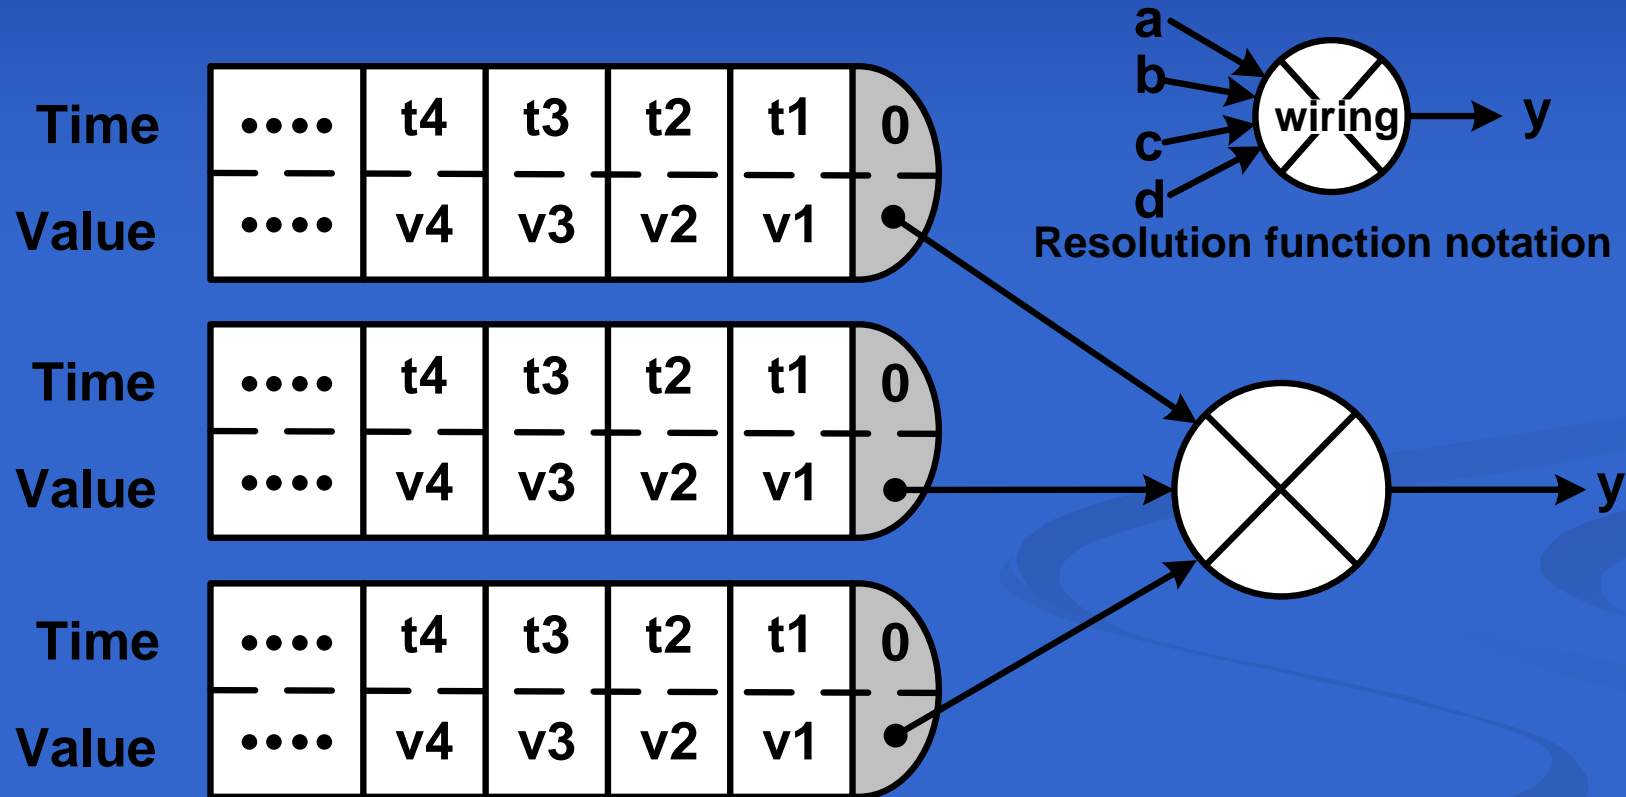 a
b
c
d
wiring
y
Resolution function notation
Time •••• t4 t3 t2 t1 0
Value •••• v4 v3 v2 v1
Time •••• t4 t3 t2 t1 0
Value •••• v4 v3 v2 v1
y
Time •••• t4 t3 t2 t1 0
Value •••• v4 v3 v2 v1